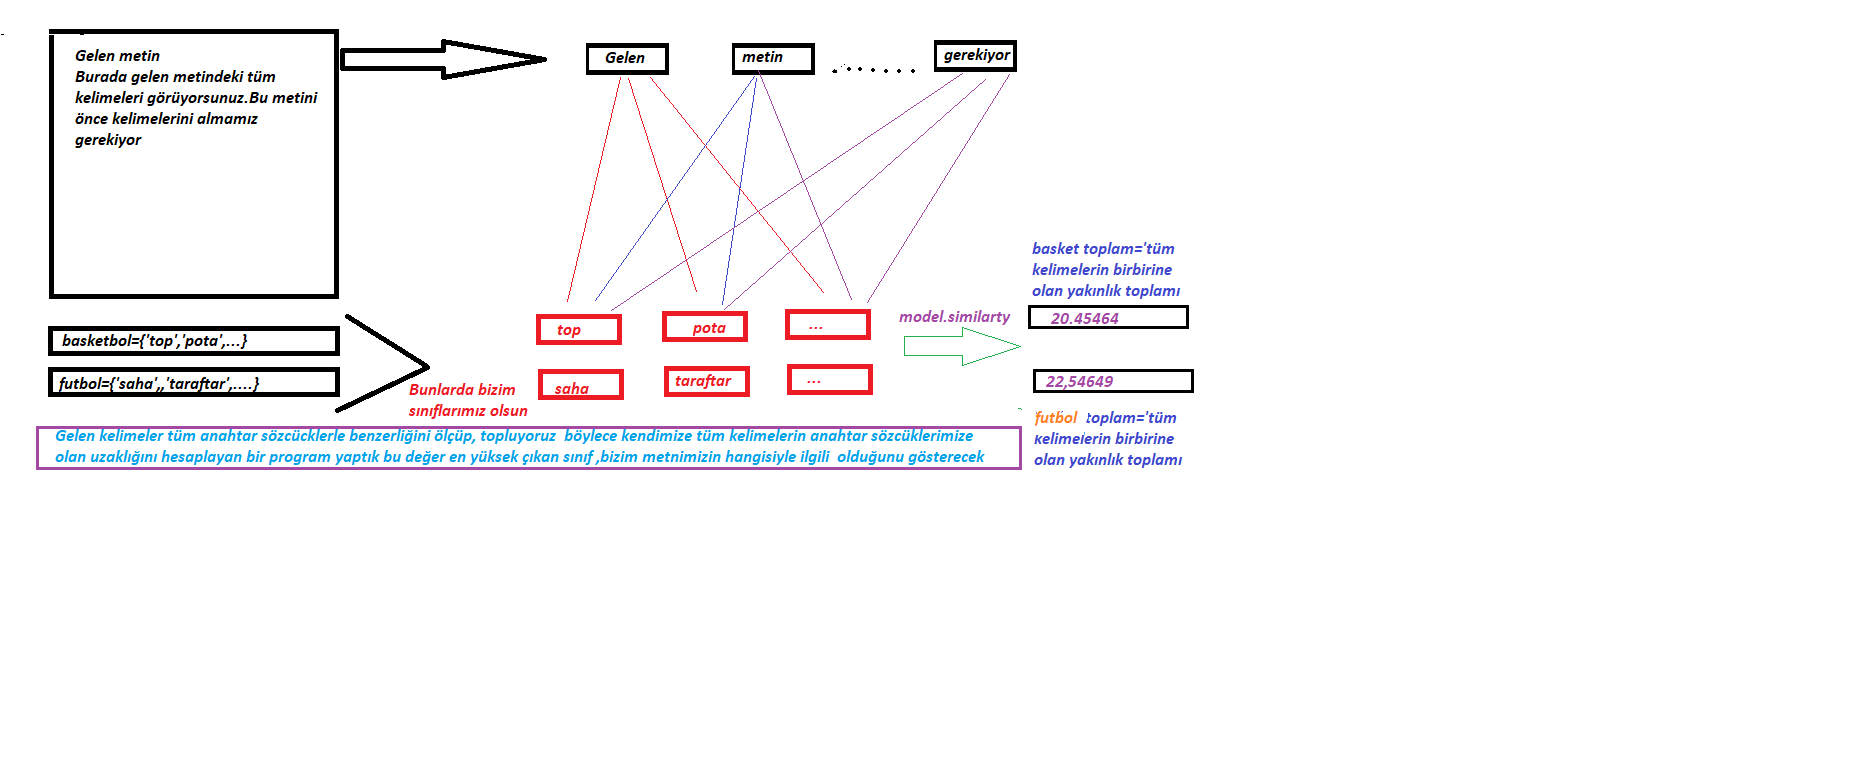 Gelen metin
Burada gelen metindeki tüm
kelimeleri görüyorsunuz.Bu metini
önce kelimelerini almamız
gerekiyor
Gelen
metin
gerekiyor
basketbol={'top','pota',...}
futbol={'saha',,'taraftar',....}
Bunlarda bizim
sınıflarımız olsun
top
pota
...
saha
taraftar
...
model.similarty
basket toplam='tüm
kelimelerin birbirine
olan yakınlık toplamı
20.45464
22,54649
futbol toplam='tüm
kelimelerin birbirine
olan yakınlık toplamı
Gelen kelimeler tüm anahtar sözcücklerle benzerliğini ölçüp, topluyoruz böylece kendimize tüm kelimelerin anahtar sözcüklerimize
olan uzaklığını hesaplayan bir program yaptık bu değer en yüksek çıkan sınıf ,bizim metnimizin hangisiyle ilgili olduğunu gösterecek